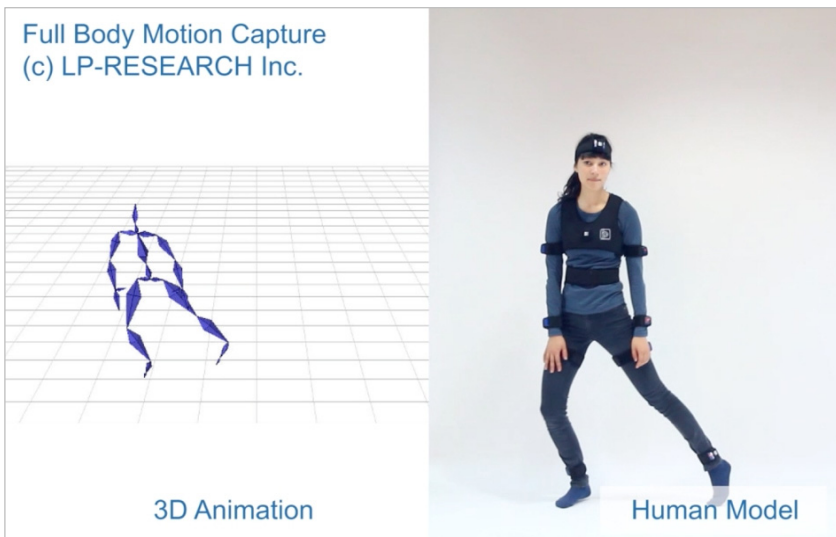 Full Body Motion Capture
(c) LP-RESEARCH Inc.
3D Animation
Human Model